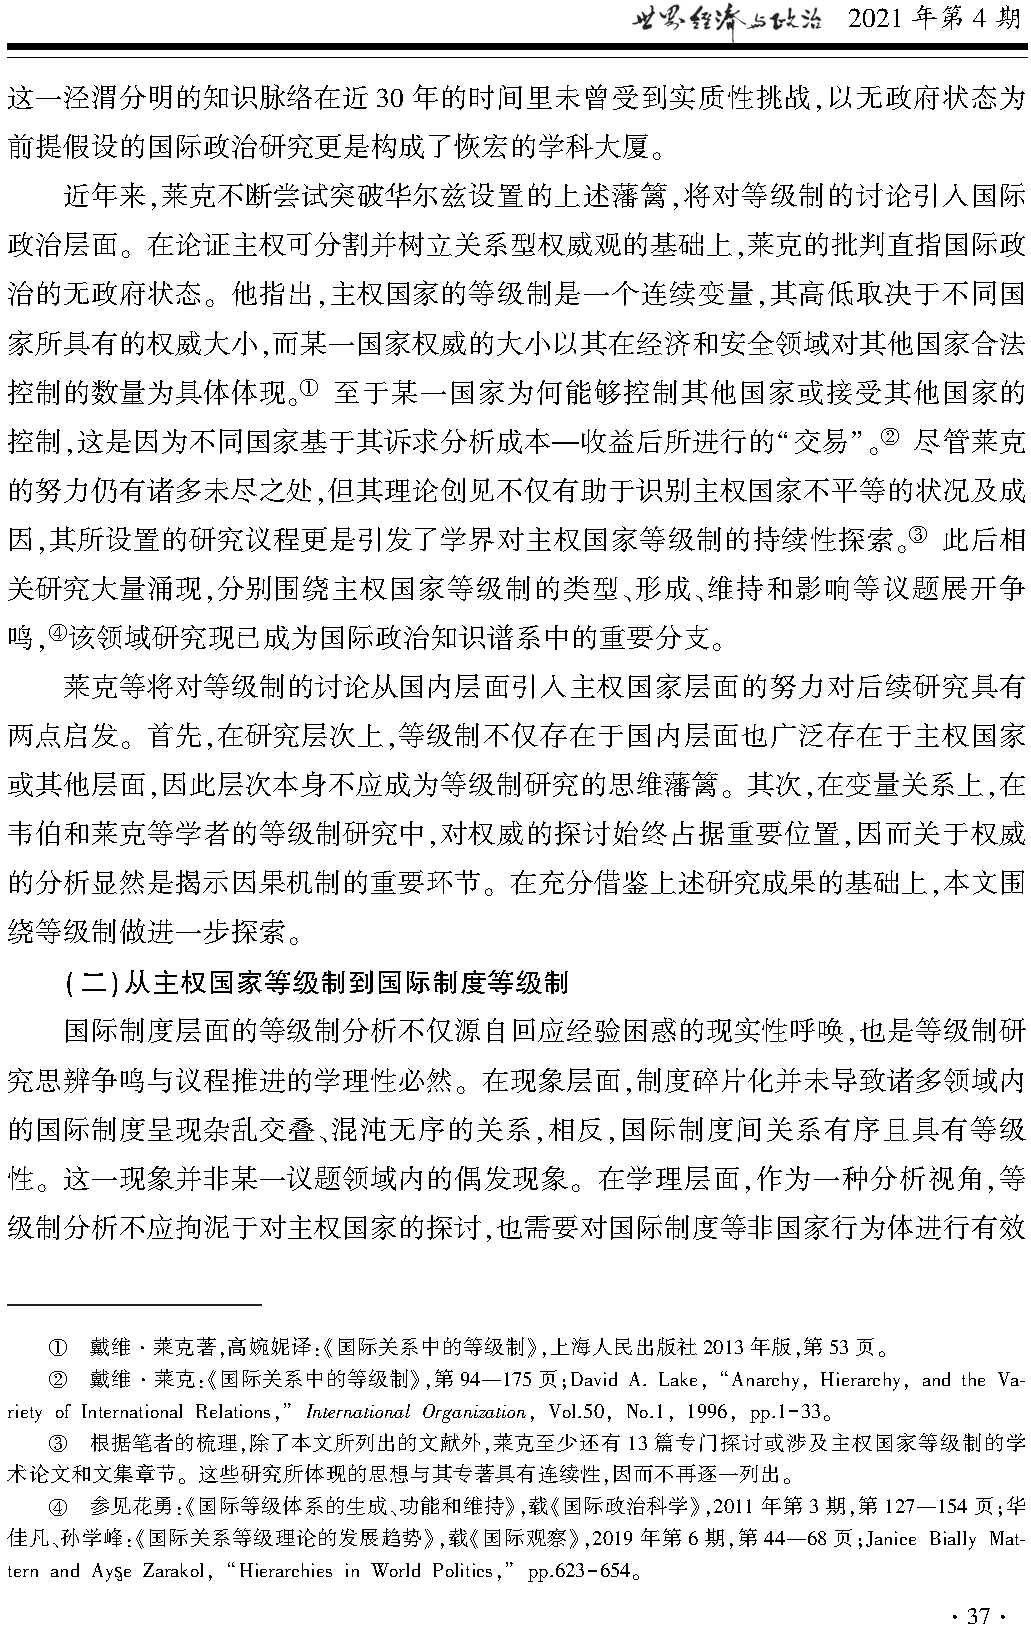 世界经济与政治 2021 年第 4 期
这一泾渭分明的知识脉络在近 30 年的时间里未曾受到实质性挑战,以无政府状态为
前提假设的国际政治研究更是构成了恢宏的学科大厦。
近年来,莱克不断尝试突破华尔兹设置的上述藩篱,将对等级制的讨论引入国际
政治层面。在论证主权可分割并树立关系型权威观的基础上,莱克的批判直指国际政
治的无政府状态。他指出,主权国家的等级制是一个连续变量,其高低取决于不同国
家所具有的权威大小,而某一国家权威的大小以其在经济和安全领域对其他国家合法
控制的数量为具体体现。① 至于某一国家为何能够控制其他国家或接受其他国家的
控制,这是因为不同国家基于其诉求分析成本—收益后所进行的“交易”。② 尽管莱克
的努力仍有诸多未尽之处,但其理论创见不仅有助于识别主权国家不平等的状况及成
因,其所设置的研究议程更是引发了学界对主权国家等级制的持续性探索。③ 此后相
关研究大量涌现,分别围绕主权国家等级制的类型、形成、维持和影响等议题展开争
鸣,④该领域研究现已成为国际政治知识谱系中的重要分支。
莱克等将对等级制的讨论从国内层面引入主权国家层面的努力对后续研究具有
两点启发。首先,在研究层次上,等级制不仅存在于国内层面也广泛存在于主权国家
或其他层面,因此层次本身不应成为等级制研究的思维藩篱。其次,在变量关系上,在
韦伯和莱克等学者的等级制研究中,对权威的探讨始终占据重要位置,因而关于权威
的分析显然是揭示因果机制的重要环节。在充分借鉴上述研究成果的基础上,本文围
绕等级制做进一步探索。
(二)从主权国家等级制到国际制度等级制
国际制度层面的等级制分析不仅源自回应经验困惑的现实性呼唤,也是等级制研
究思辨争鸣与议程推进的学理性必然。在现象层面,制度碎片化并未导致诸多领域内
的国际制度呈现杂乱交叠、混沌无序的关系,相反,国际制度间关系有序且具有等级
性。这一现象并非某一议题领域内的偶发现象。在学理层面,作为一种分析视角,等
级制分析不应拘泥于对主权国家的探讨,也需要对国际制度等非国家行为体进行有效
① 戴维·莱克著,高婉妮译:《国际关系中的等级制》,上海人民出版社 2013 年版,第 53 页。
② 戴维·莱克:《国际关系中的等级制》,第 94—175 页;David A. Lake, “Anarchy, Hierarchy, and the Va-
riety of International Relations,” International Organization, Vol.50, No.1, 1996, pp.1-33。
③ 根据笔者的梳理,除了本文所列出的文献外,莱克至少还有 13 篇专门探讨或涉及主权国家等级制的学
术论文和文集章节。这些研究所体现的思想与其专著具有连续性,因而不再逐一列出。
④ 参见花勇:《国际等级体系的生成、功能和维持》,载《国际政治科学》,2011 年第 3 期,第 127—154 页;华
佳凡、孙学峰:《国际关系等级理论的发展趋势》,载《国际观察》,2019 年第 6 期,第 44—68 页;Janice Bially Mat-
tern and Ayşe Zarakol, “Hierarchies in World Politics,” pp.623-654。
·37·